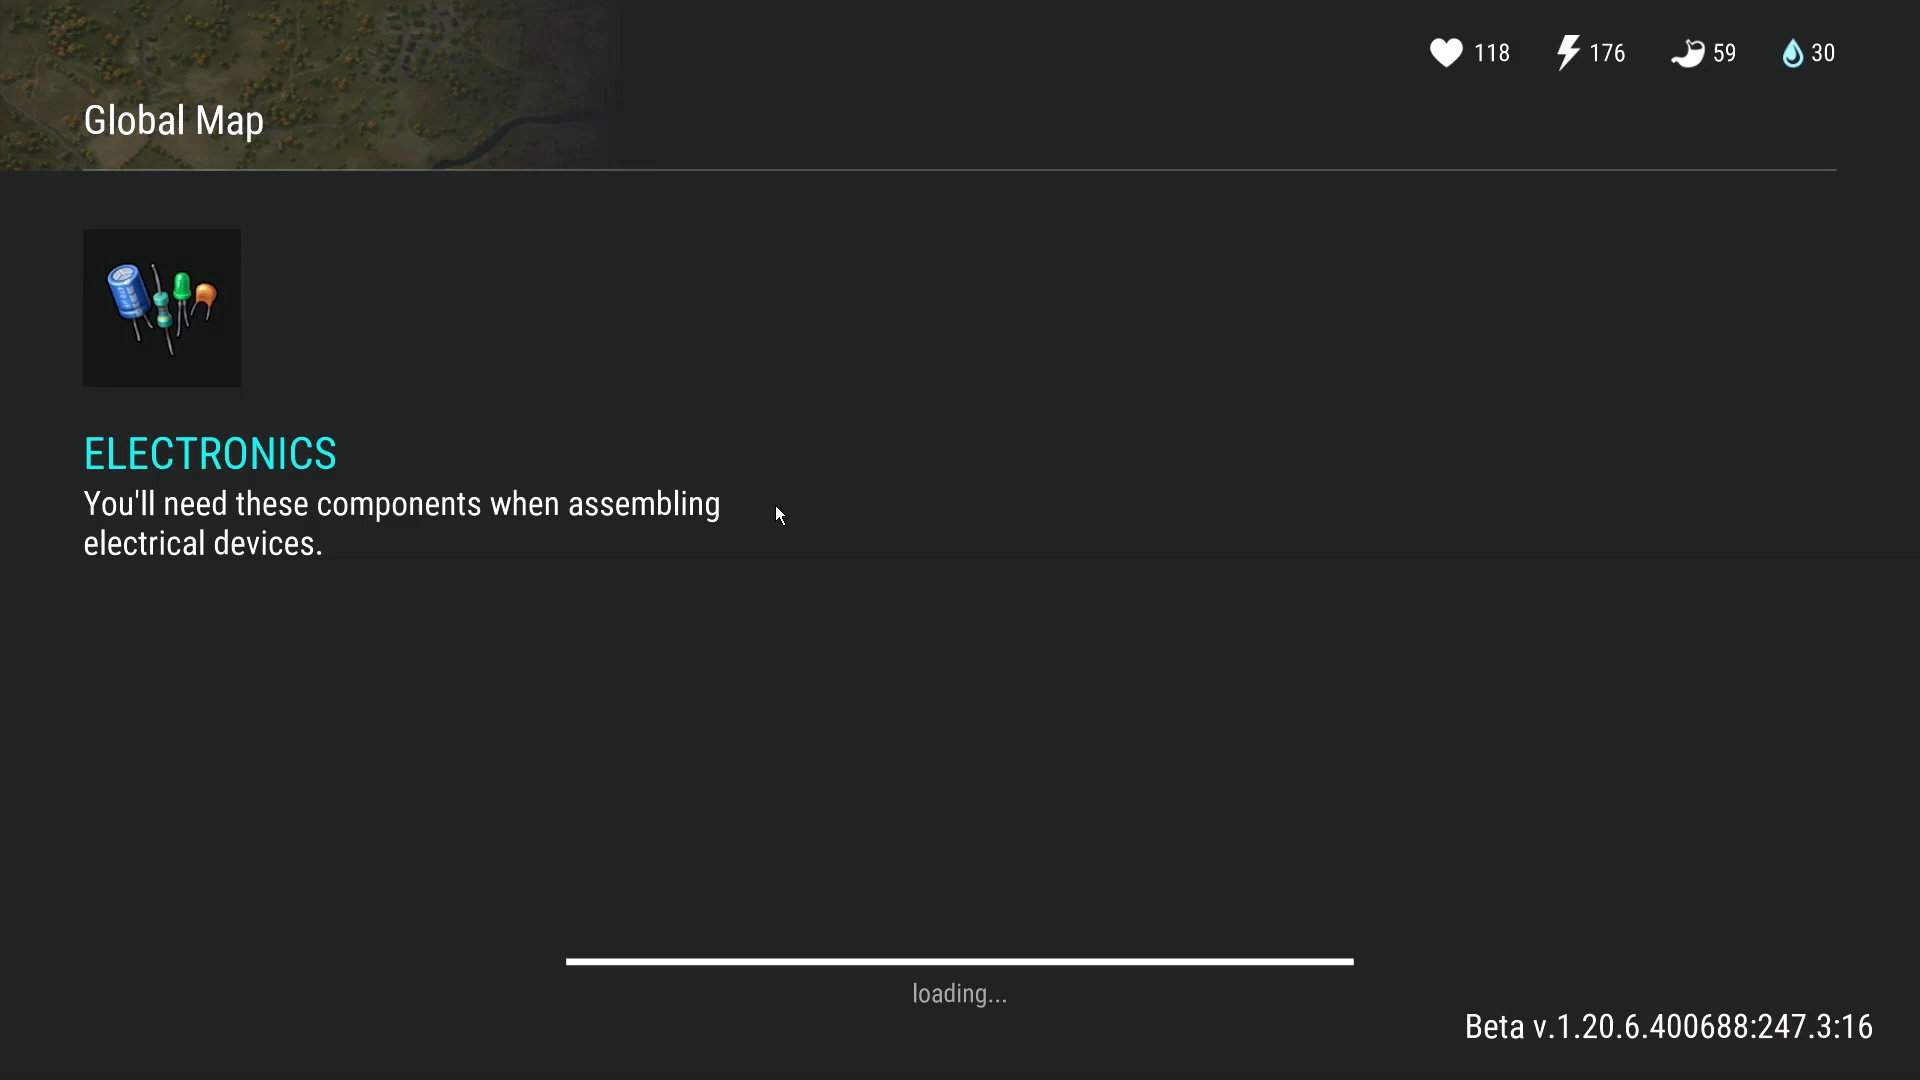 118 176 59 30
Global Map
ELECTRONICS
You'll need these components when assembling
electrical devices.
loading...
Beta v.1.20.6.400688:247.3:16